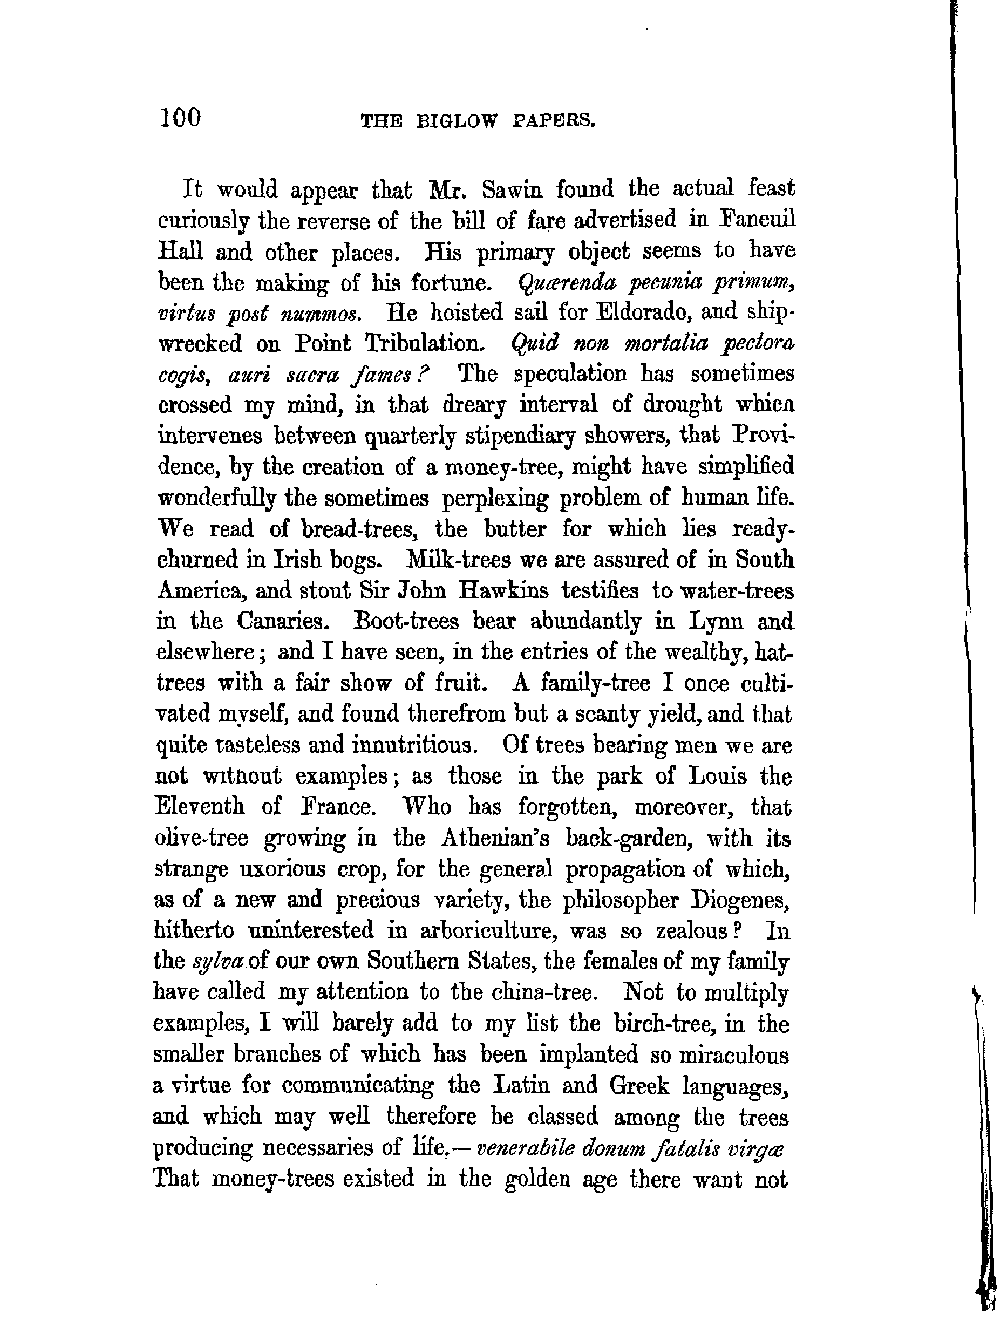 100 THE BIGLOW PAPERS.
It would appear that Mr. Sawin found the actual feast
curiously the reverse of the bill of fare advertised in Faneuil
Hall and other places. His primary object seems to have
been the making of his fortune. Quærenda pecunia primum,
virtus post nummos. He hoisted sail for Eldorado, and ship-
wrecked on Point Tribulation. Quid non mortalia pectora
cogis, auri sacra fames? The speculation has sometimes
crossed my mind, in that dreary interval of drought which
intervenes between quarterly stipendiary showers, that Provi-
dence, by the creation of a money-tree, might have simplified
wonderfully the sometimes perplexing problem of human life.
We read of bread-trees, the butter for which lies ready-
churned in Irish bogs. Milk-trees we are assured of in South
America, and stout Sir John Hawkins testifies to water-trees
in the Canaries. Boot-trees bear abundantly in Lynn and
elsewhere; and I have seen, in the entries of the wealthy, hat-
trees with a fair show of fruit. A family-tree I once culti-
vated myself, and found therefrom but a scanty yield, and that
quite tasteless and innutritious. Of trees bearing men we are
not without examples; as those in the park of Louis the
Eleventh of France. Who has forgotten, moreover, that
olive-tree growing in the Athenian's back-garden, with its
strange uxorious crop, for the general propagation of which,
as of a new and precious variety, the philosopher Diogenes,
hitherto uninterested in arboriculture, was so zealous? In
the sylva of our own Southern States, the females of my family
have called my attention to the china-tree. Not to multiply
examples, I will barely add to my list the birch-tree, in the
smaller branches of which has been implanted so miraculous
a virtue for communicating the Latin and Greek languages,
and which may well therefore be classed among the trees
producing necessaries of life,—venerabile donum fatalis virgæ
That money-trees existed in the golden age there want not